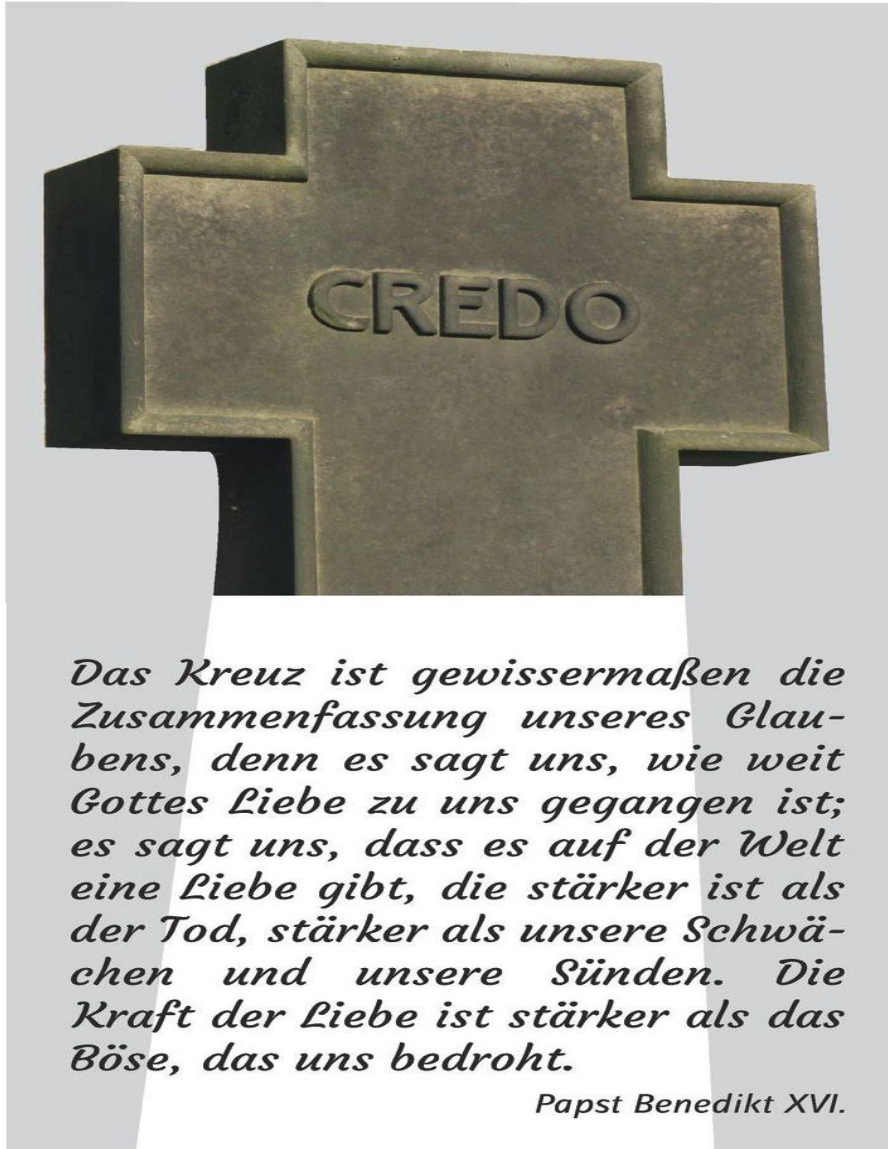 CREDO
Das Kreuz ist gewissermaßen die
Zusammenfassung unseres Glau-
bens, denn es sagt uns, wie weit
Gottes Liebe zu uns gegangen ist;
es sagt uns, dass es auf der Welt
eine Liebe gibt, die stärker ist als
der Tod, stärker als unsere Schwä-
chen und unsere Sünden. Die
Kraft der Liebe ist stärker als das
Böse, das uns bedroht.
Papst Benedikt XVI.